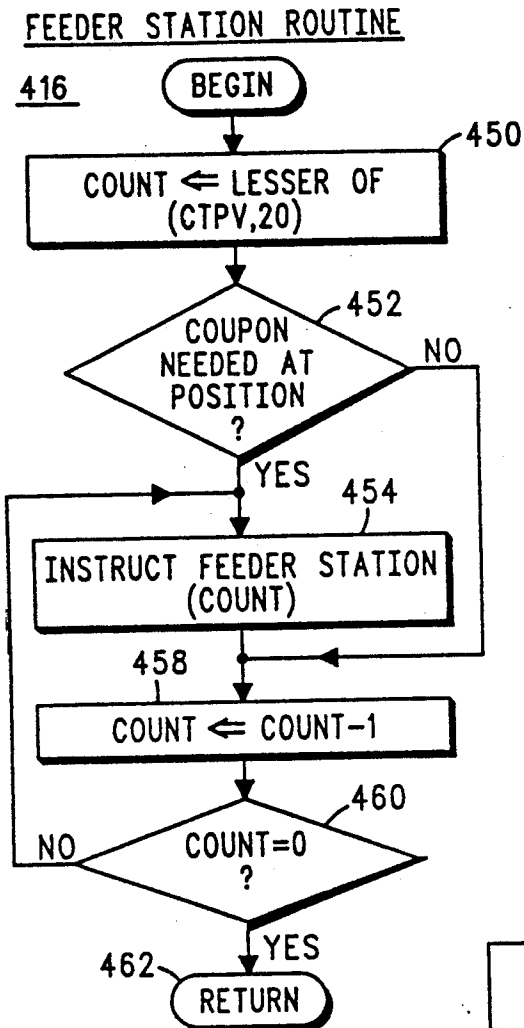 FEEDER STATION ROUTINE
416
BEGIN
450
COUNT ⇐ LESSER OF
(CTPV,20)
452
COUPON
NEEDED AT
POSITION
?
NO
YES
454
INSTRUCT FEEDER STATION
(COUNT)
458
COUNT ⇐ COUNT-1
460
COUNT=0
?
NO
YES
462
RETURN